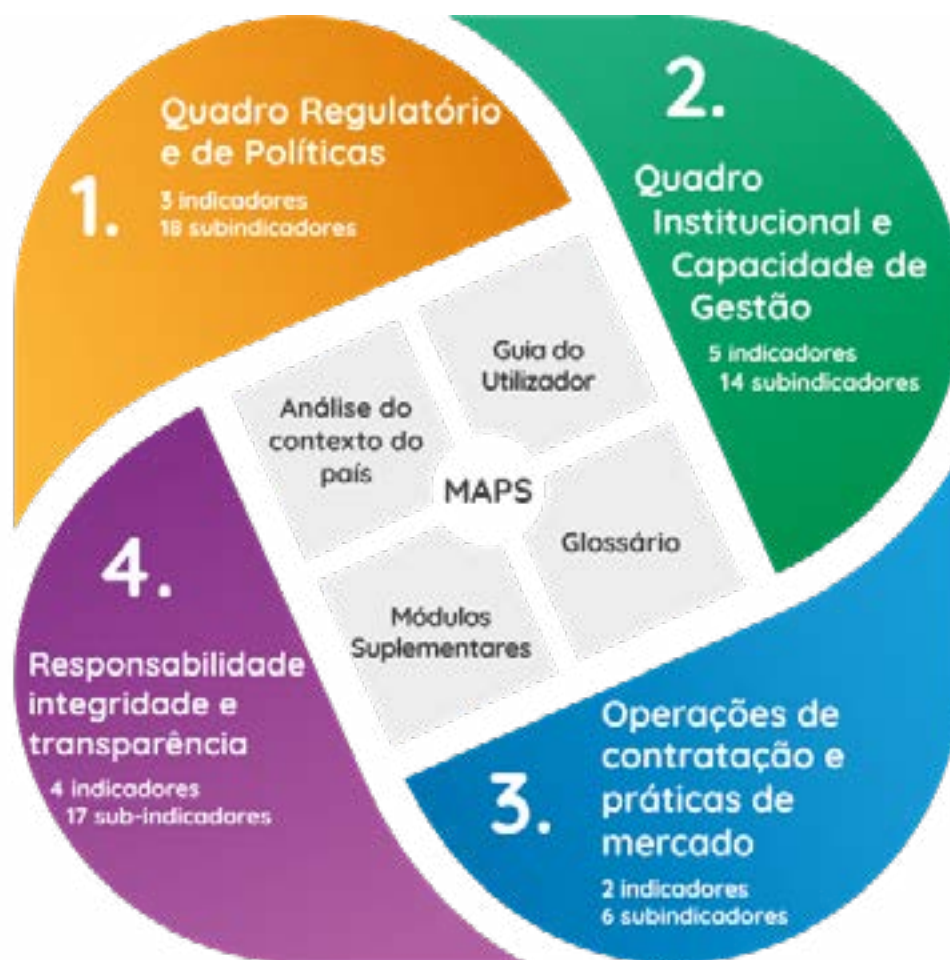 1.
Quadro Regulatório
e de Políticas
3 indicadores
18 subindicadores
2.
Quadro
Institucional e
Capacidade de
Gestão
5 indicadores
14 subindicadores
Análise do
contexto do
país
Guia do
Utilizador
MAPS
Glossário
Módulos
Suplementares
4.
Responsabilidade
integridade e
transparência
4 indicadores
17 sub-indicadores
3.
Operações de
contratação e
práticas de
mercado
2 indicadores
6 subindicadores